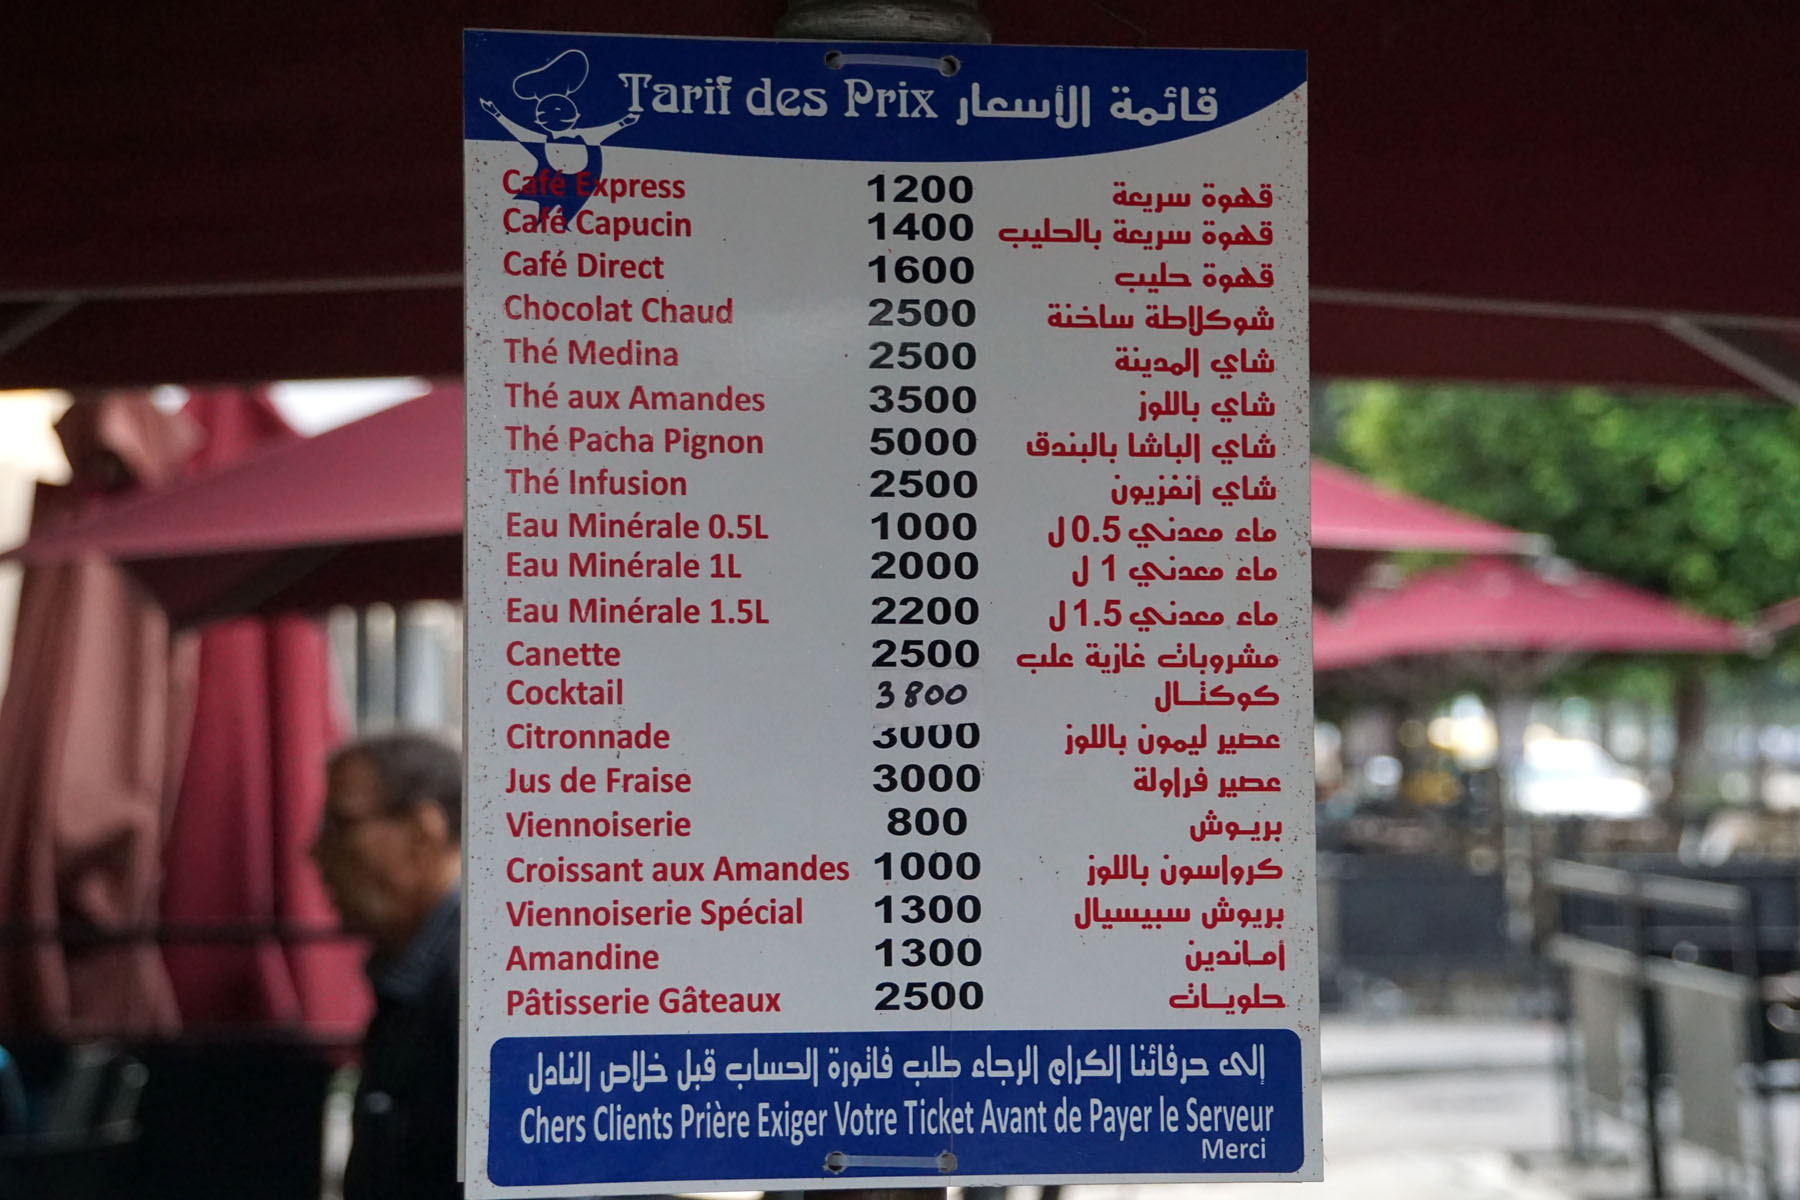 Tarif des Prix قائمة الأسعار
Café Express 1200 قهوة سريعة
Café Capucin 1400 قهوة سريعة بالحليب
Café Direct 1600 قهوة حليب
Chocolat Chaud 2500 شوكلاطة ساخنة
Thé Medina 2500 شاي المدينة
Thé aux Amandes 3500 شاي باللوز
Thé Pacha Pignon 5000 شاي الباشا بالبندق
Thé Infusion 2500 شاي أنفزيون
Eau Minérale 0.5L 1000 ماء معدني 0.5 ل
Eau Minérale 1L 2000 ماء معدني 1 ل
Eau Minérale 1.5L 2200 ماء معدني 1.5 ل
Canette 2500 مشروبات غازية علب
Cocktail 3800 كوكتال
Citronnade 3000 عصير ليمون باللوز
Jus de Fraise 3000 عصير فراولة
Viennoiserie 800 بريوش
Croissant aux Amandes 1000 كرواسون باللوز
Viennoiserie Spécial 1300 بريوش سبيسيال
Amandine 1300 أماندين
Pâtisserie Gâteaux 2500 حلويات
إلى حرفائنا الكرام الرجاء طلب فاتورة الحساب قبل خلاص النادل
Chers Clients Prière Exiger Votre Ticket Avant de Payer le Serveur
Merci